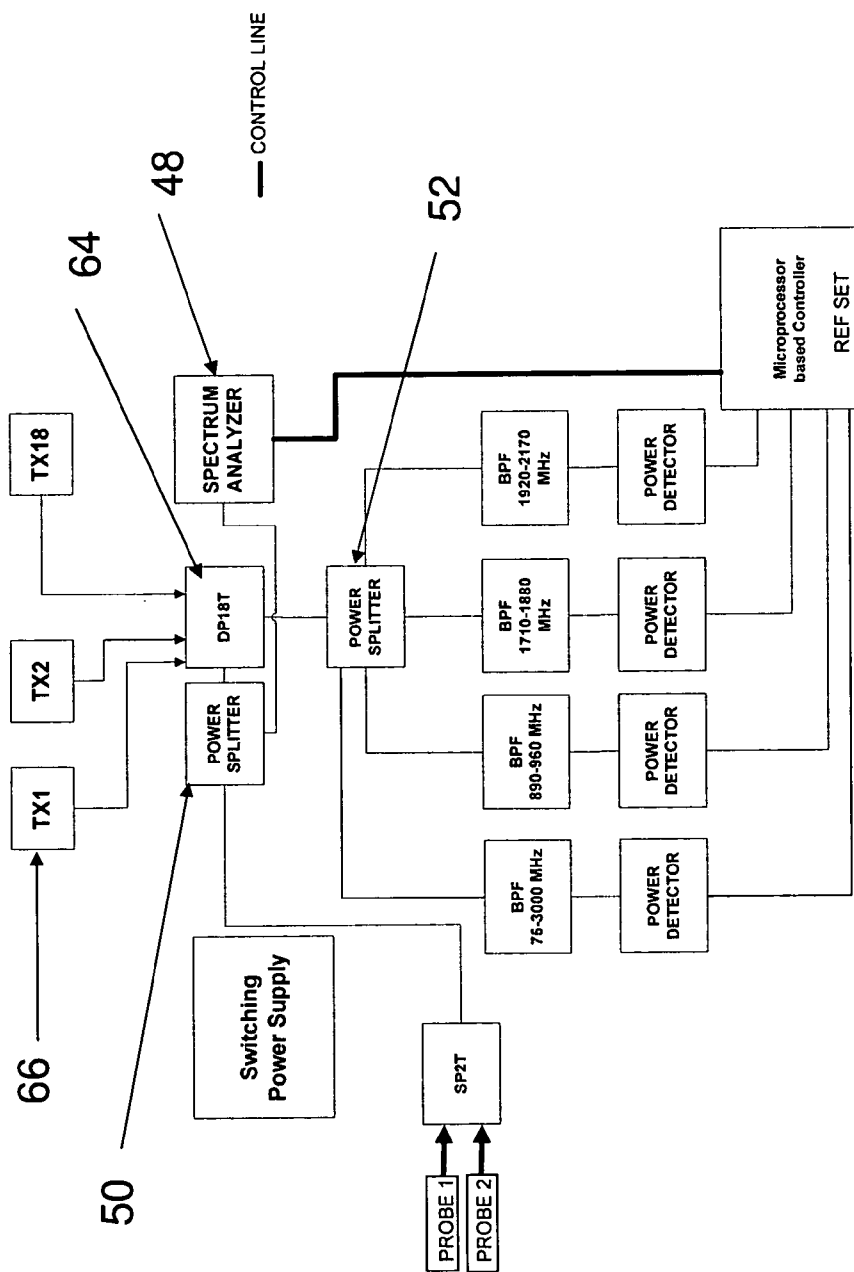 66
TX1
TX2
TX18
64
48
CONTROL LINE
50
POWER
SPLITTER
DP18T
SPECTRUM
ANALYZER
Switching
Power Supply
52
POWER
SPLITTER
PROBE 1
PROBE 2
SP2T
BPF
76-3000 MHz
BPF
890-960 MHz
BPF
1710-1880
MHz
BPF
1920-2170
MHz
POWER
DETECTOR
POWER
DETECTOR
POWER
DETECTOR
POWER
DETECTOR
Microprocessor
based Controller
REF SET